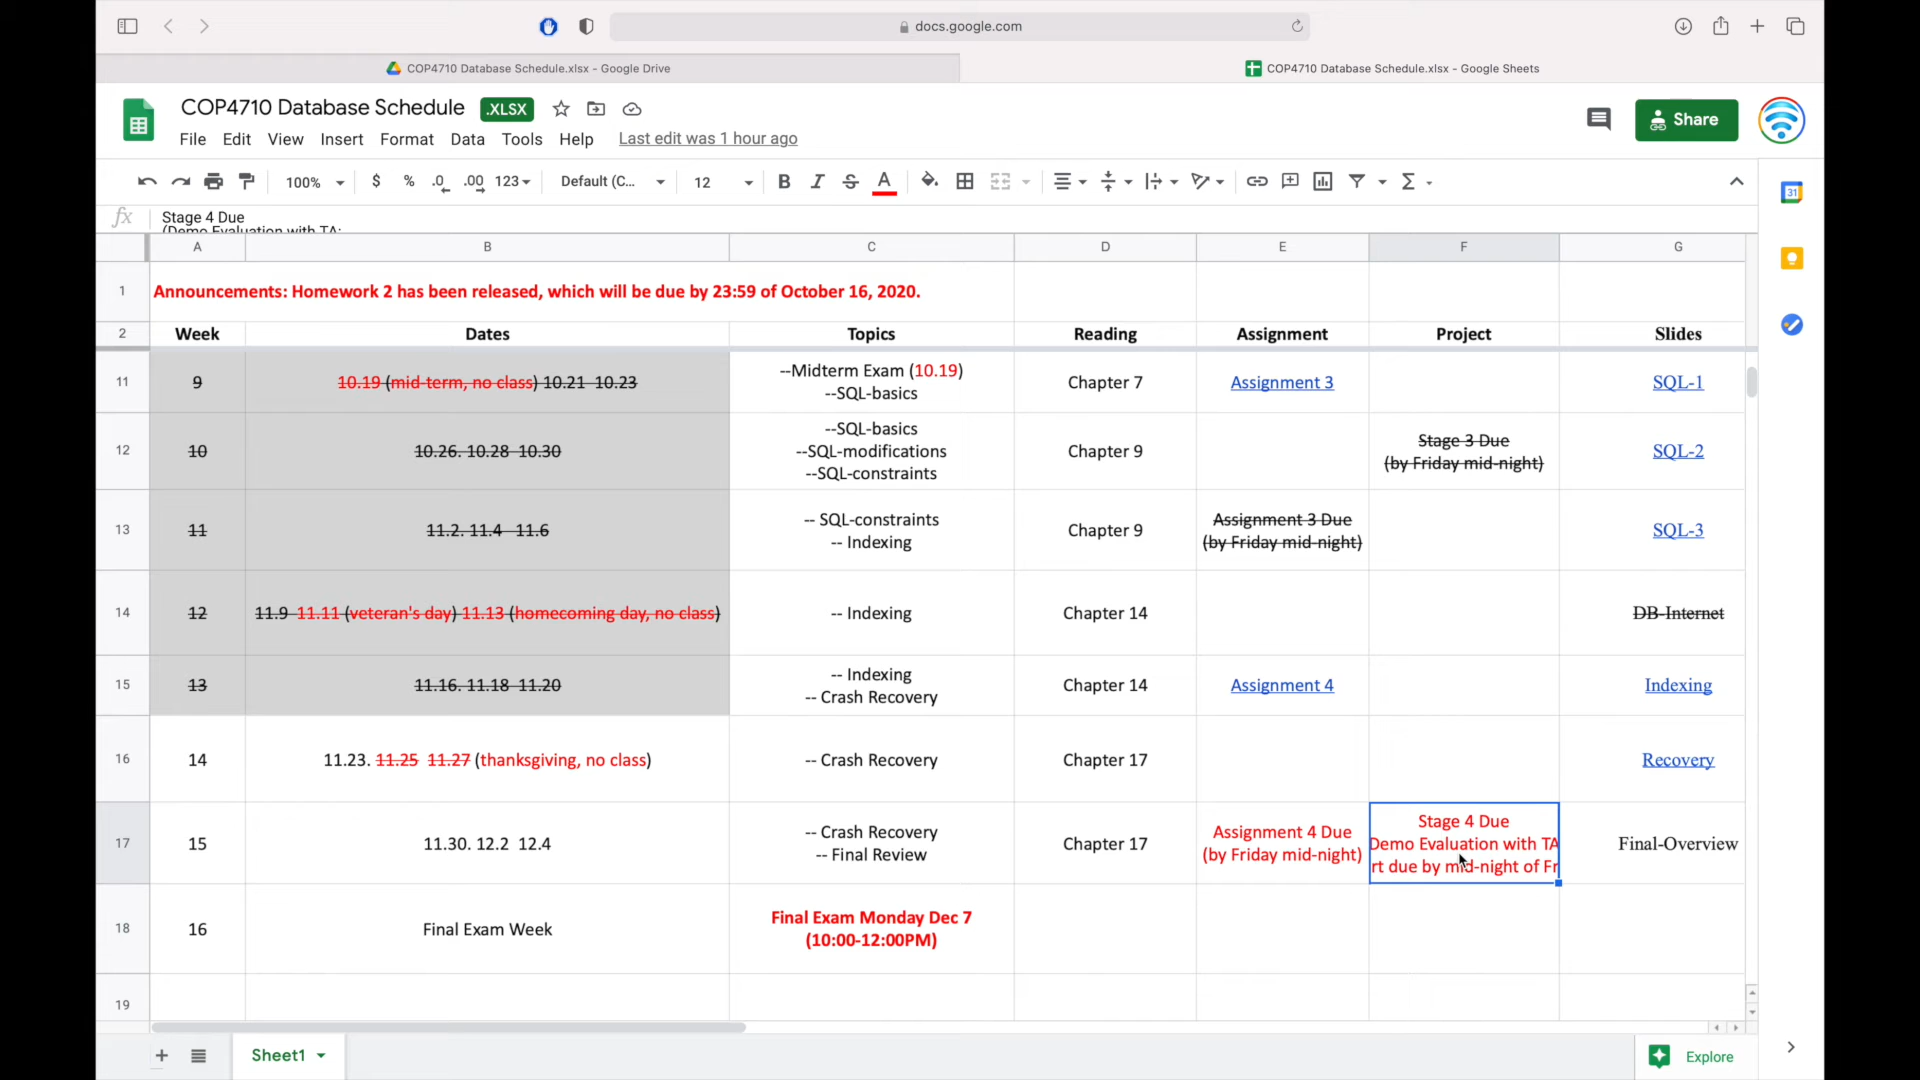 docs.google.com
COP4710 Database Schedule.xlsx - Google Drive
COP4710 Database Schedule.xlsx - Google Sheets
COP4710 Database Schedule .XLSX
Share
File Edit View Insert Format Data Tools Help Last edit was 1 hour ago
100% $ % .0 .00 123 Default (C... 12 B I S A
fx Stage 4 Due
(Demo Evaluation with TA:
A B C D E F G
1 Announcements: Homework 2 has been released, which will be due by 23:59 of October 16, 2020.
2 Week Dates Topics Reading Assignment Project Slides
11 9 10.19 (mid-term, no class) 10.21 10.23 --Midterm Exam (10.19) Chapter 7 Assignment 3 SQL-1
--SQL-basics
12 10 10.26. 10.28 10.30 --SQL-basics Chapter 9 Stage 3 Due SQL-2
--SQL-modifications (by Friday mid-night)
--SQL-constraints
13 11 11.2. 11.4 11.6 -- SQL-constraints Chapter 9 Assignment 3 Due SQL-3
-- Indexing (by Friday mid-night)
14 12 11.9 11.11 (veteran's day) 11.13 (homecoming day, no class) -- Indexing Chapter 14 DB-Internet
15 13 11.16. 11.18 11.20 -- Indexing Chapter 14 Assignment 4 Indexing
-- Crash Recovery
16 14 11.23. 11.25 11.27 (thanksgiving, no class) -- Crash Recovery Chapter 17 Recovery
17 15 11.30. 12.2 12.4 -- Crash Recovery Chapter 17 Assignment 4 Due Stage 4 Due Final-Overview
-- Final Review (by Friday mid-night) Demo Evaluation with TA
rt due by mid-night of Fr
18 16 Final Exam Week Final Exam Monday Dec 7
(10:00-12:00PM)
19
Sheet1
Explore